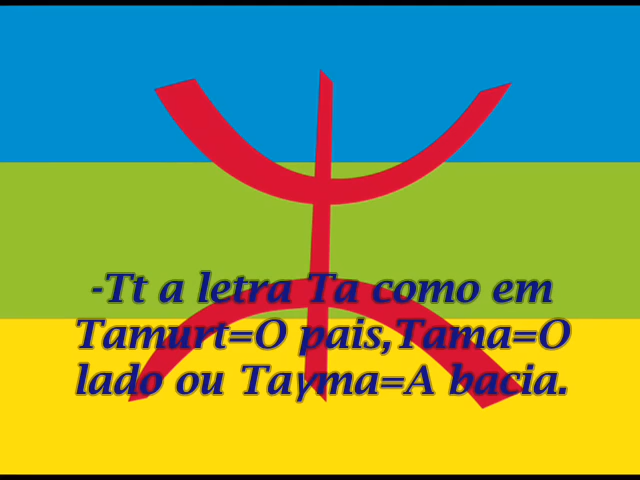 -Tt a letra Ta como em
Tamurt=O pais,Tama=O
lado ou Taγma=A bacia.